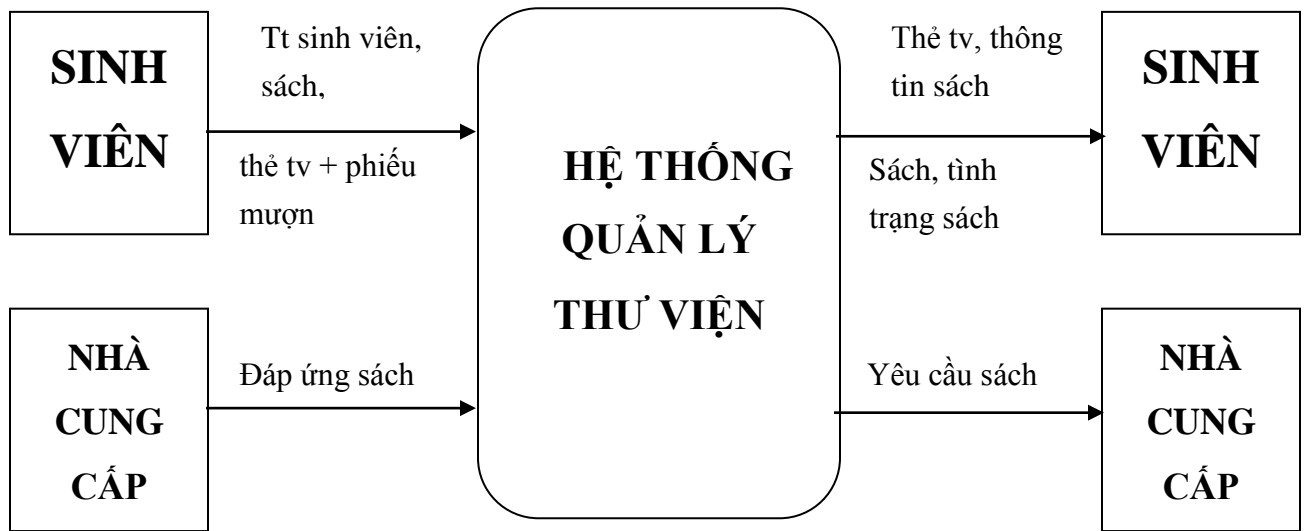 SINH
VIÊN
Tt sinh viên,
sách,
thẻ tv + phiếu
mượn
HỆ THỐNG
QUẢN LÝ
THƯ VIỆN
Thẻ tv, thông
tin sách
Sách, tình
trạng sách
SINH
VIÊN
NHÀ
CUNG
CẤP
Đáp ứng sách
Yêu cầu sách
NHÀ
CUNG
CẤP